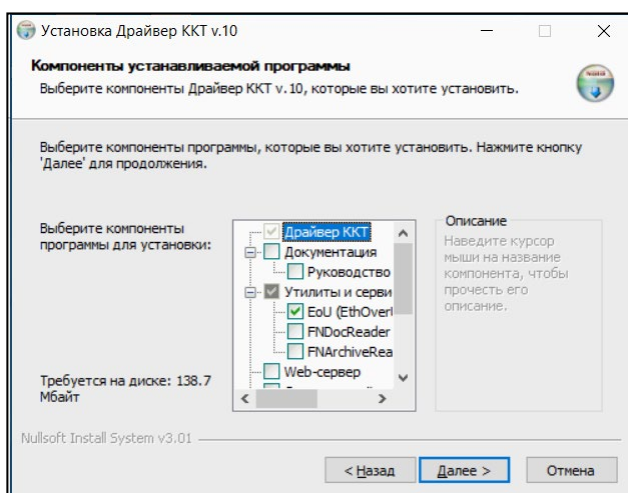 Установка Драйвер ККТ v.10
Компоненты устанавливаемой программы
Выберите компоненты Драйвер ККТ v.10, которые вы хотите установить.
Выберите компоненты программы, которые вы хотите установить. Нажмите кнопку
'Далее' для продолжения.
Выберите компоненты
программы для установки:
Драйвер ККТ
Документация
Руководство
Утилиты и серви
EoU (EthOverl
FNDocReader
FNArchiveRea
Web-сервер
Описание
Наведите курсор
мыши на название
компонента, чтобы
прочесть его
описание.
Требуется на диске: 138.7
Мбайт
Nullsoft Install System v3.01
< Назад
Далее >
Отмена